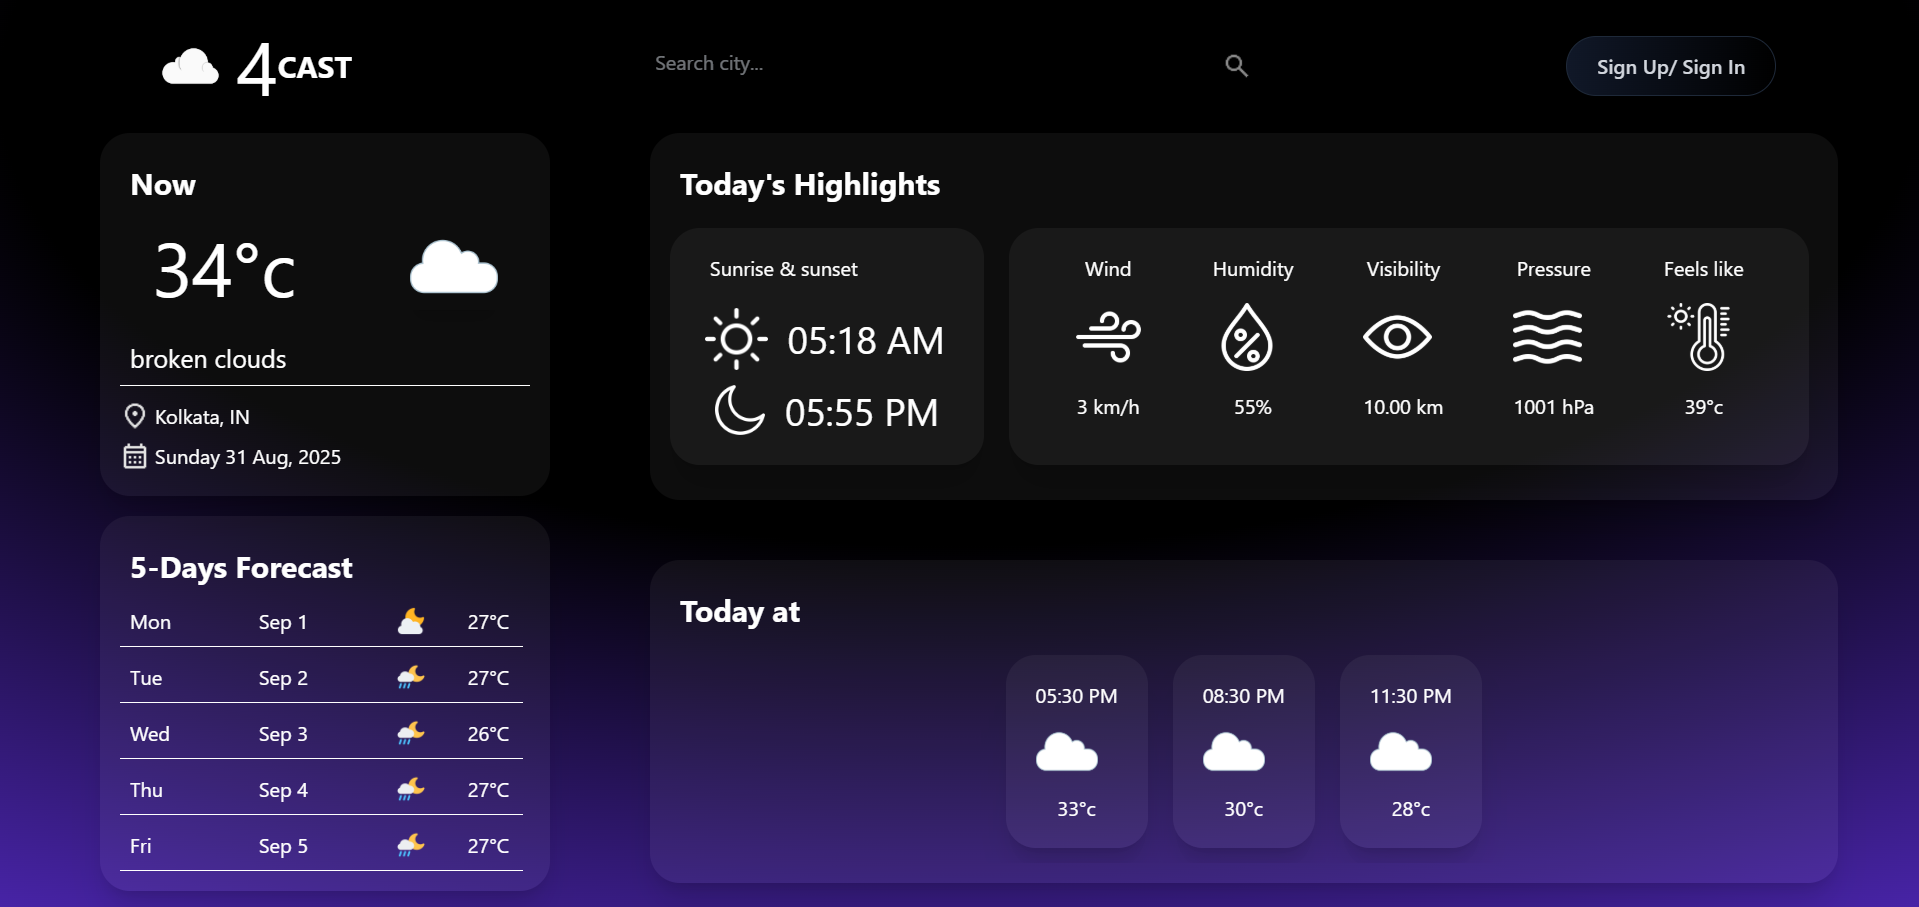 4CAST
Search city...
Sign Up/ Sign In
Now
34°c
broken clouds
Kolkata, IN
Sunday 31 Aug, 2025
Today's Highlights
Sunrise & sunset
05:18 AM
05:55 PM
Wind Humidity Visibility Pressure Feels like
3 km/h 55% 10.00 km 1001 hPa 39°c
5-Days Forecast
Mon Sep 1 27°C
Tue Sep 2 27°C
Wed Sep 3 26°C
Thu Sep 4 27°C
Fri Sep 5 27°C
Today at
05:30 PM 08:30 PM 11:30 PM
33°c 30°c 28°c